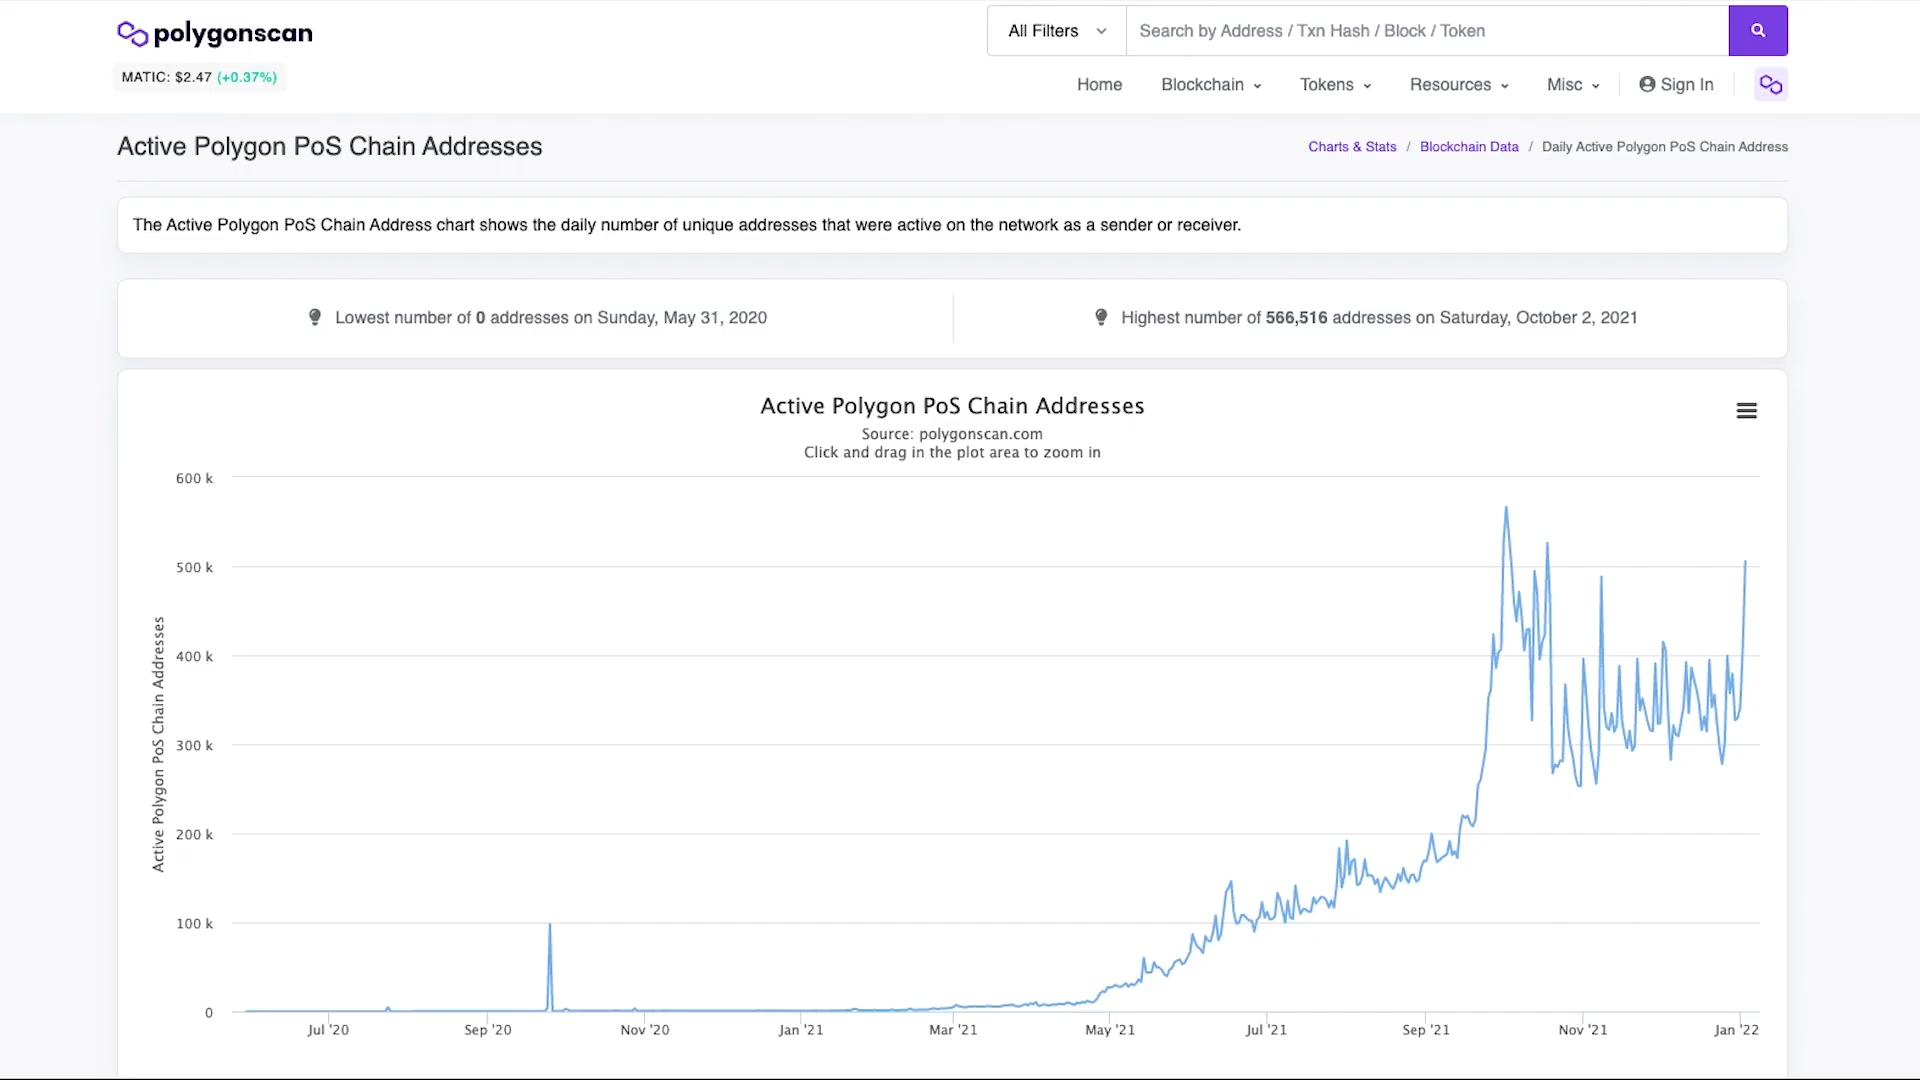 polygonscan
MATIC: $2.47 (+0.37%)
All Filters
Search by Address / Txn Hash / Block / Token
Home
Blockchain
Tokens
Resources
Misc
Sign In
Active Polygon PoS Chain Addresses
Charts & Stats / Blockchain Data / Daily Active Polygon PoS Chain Address
The Active Polygon PoS Chain Address chart shows the daily number of unique addresses that were active on the network as a sender or receiver.
Lowest number of 0 addresses on Sunday, May 31, 2020
Highest number of 566,516 addresses on Saturday, October 2, 2021
Active Polygon PoS Chain Addresses
Source: polygonscan.com
Click and drag in the plot area to zoom in
Active Polygon PoS Chain Addresses
600 k
500 k
400 k
300 k
200 k
100 k
0
Jul '20
Sep '20
Nov '20
Jan '21
Mar '21
May '21
Jul '21
Sep '21
Nov '21
Jan '22